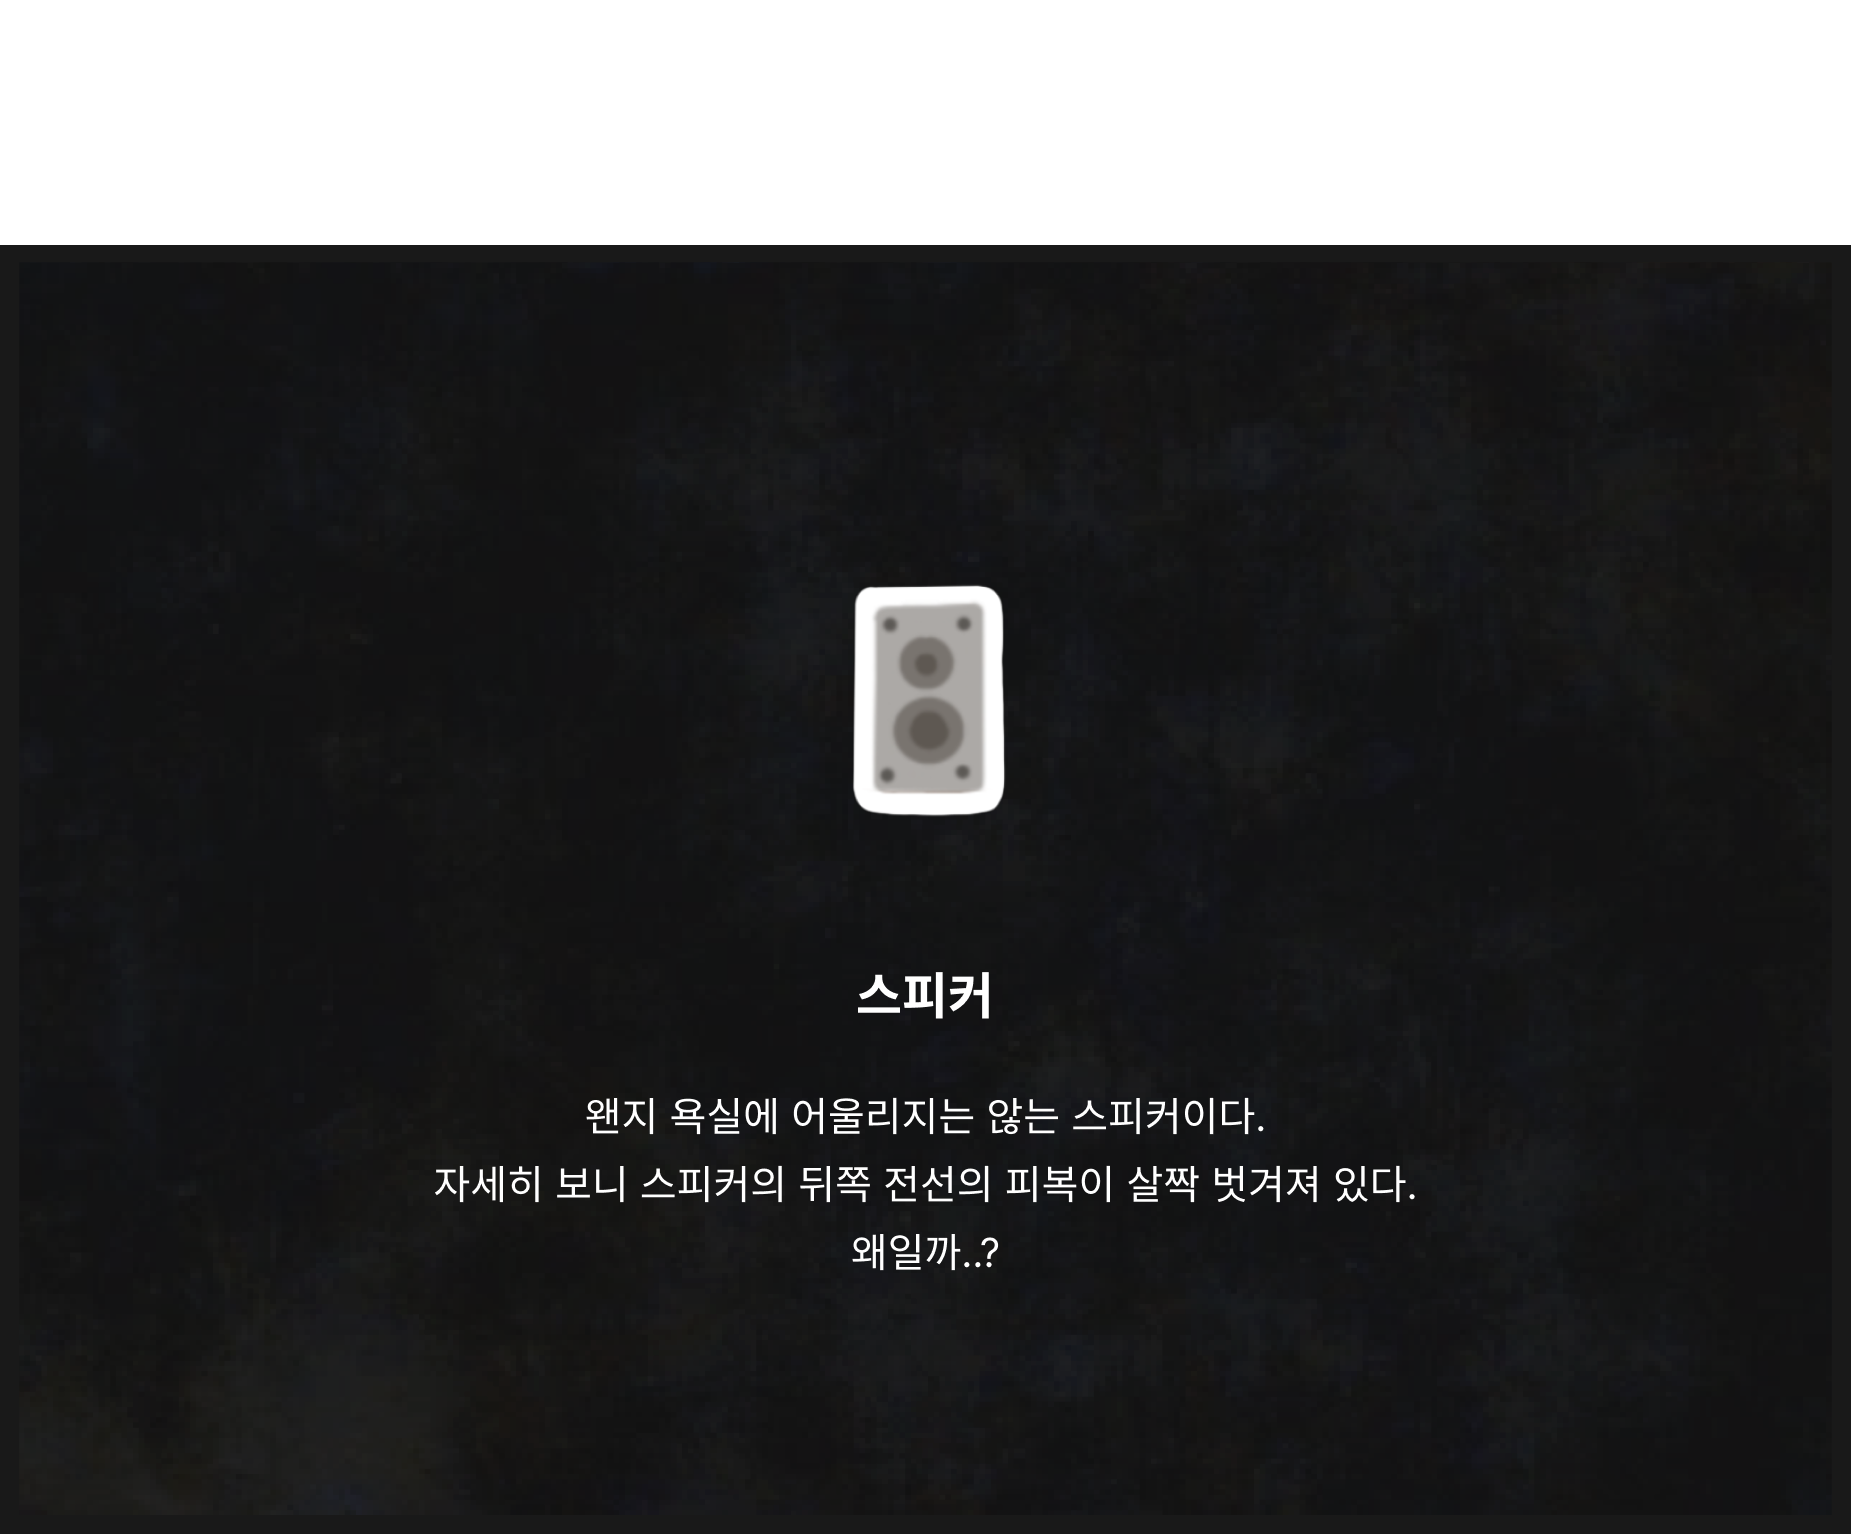 스피커
왠지 욕실에 어울리지는 않는 스피커이다.
자세히 보니 스피커의 뒤쪽 전선의 피복이 살짝 벗겨져 있다.
왜일까..?